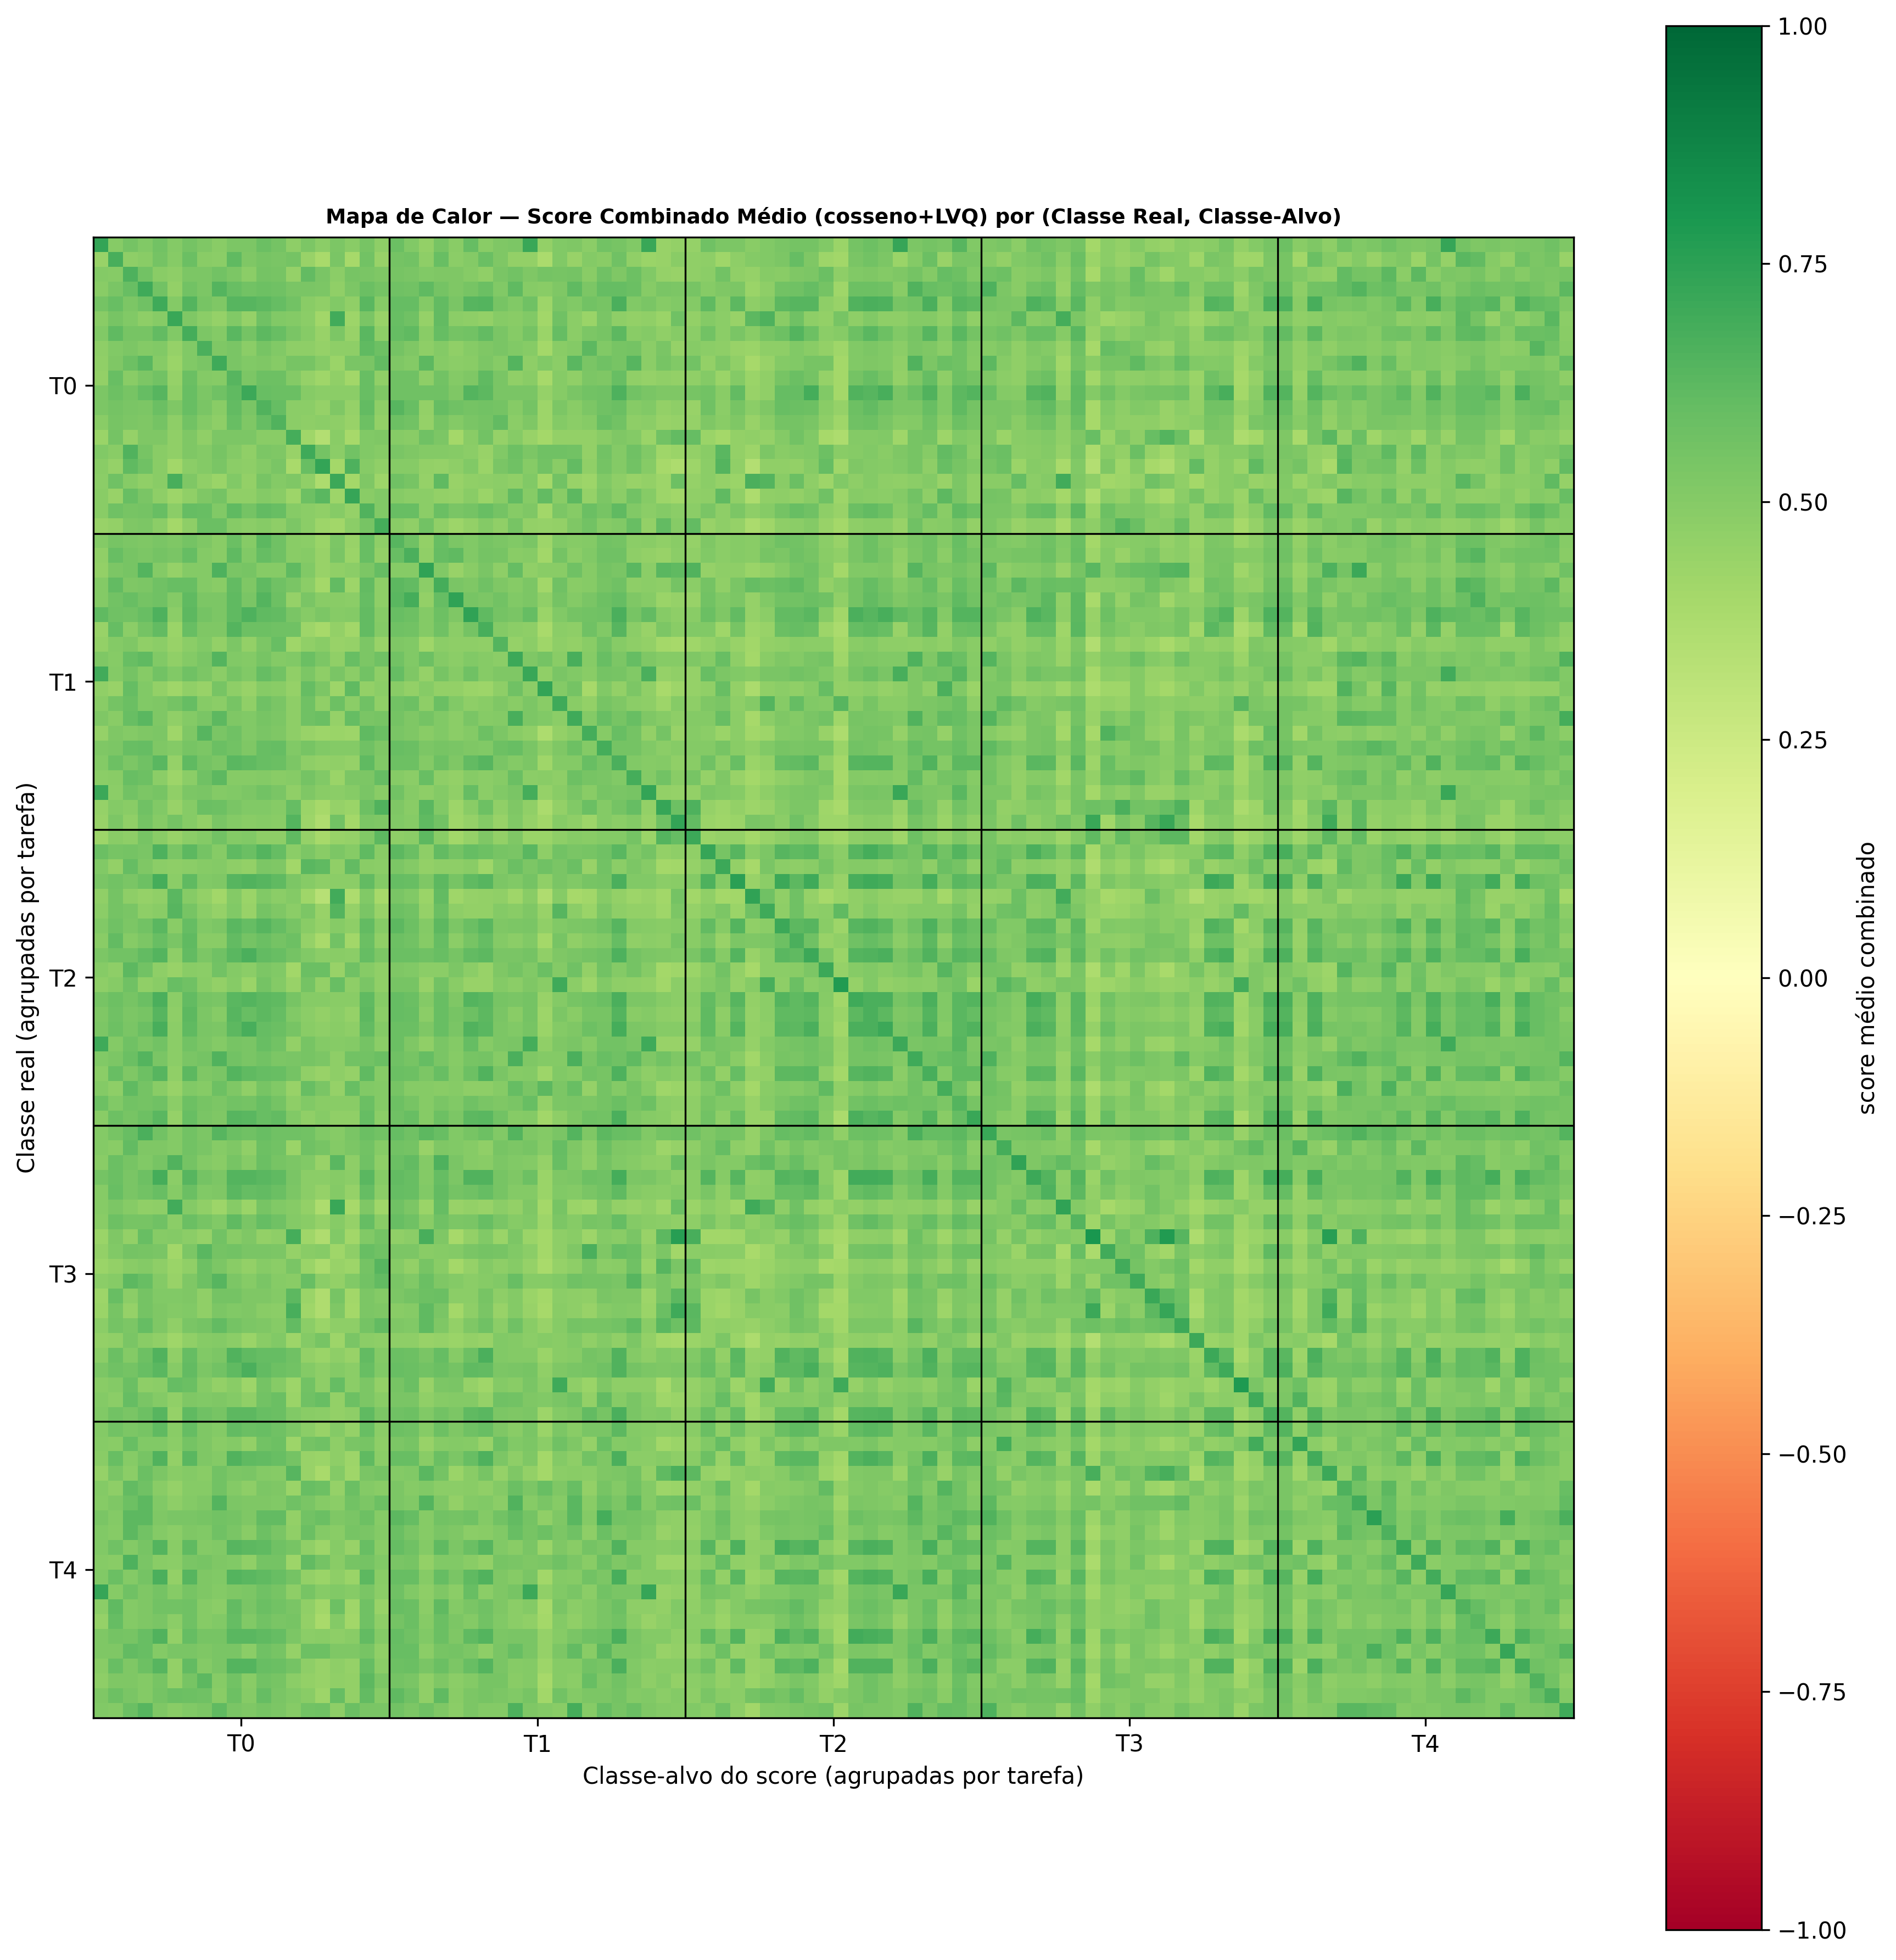 Mapa de Calor — Score Combinado Médio (cosseno+LVQ) por (Classe Real, Classe-Alvo)
Classe real (agrupadas por tarefa)
T0
T1
T2
T3
T4
T0 T1 T2 T3 T4
Classe-alvo do score (agrupadas por tarefa)
1.00
0.75
0.50
0.25
0.00
−0.25
−0.50
−0.75
−1.00
score médio combinado